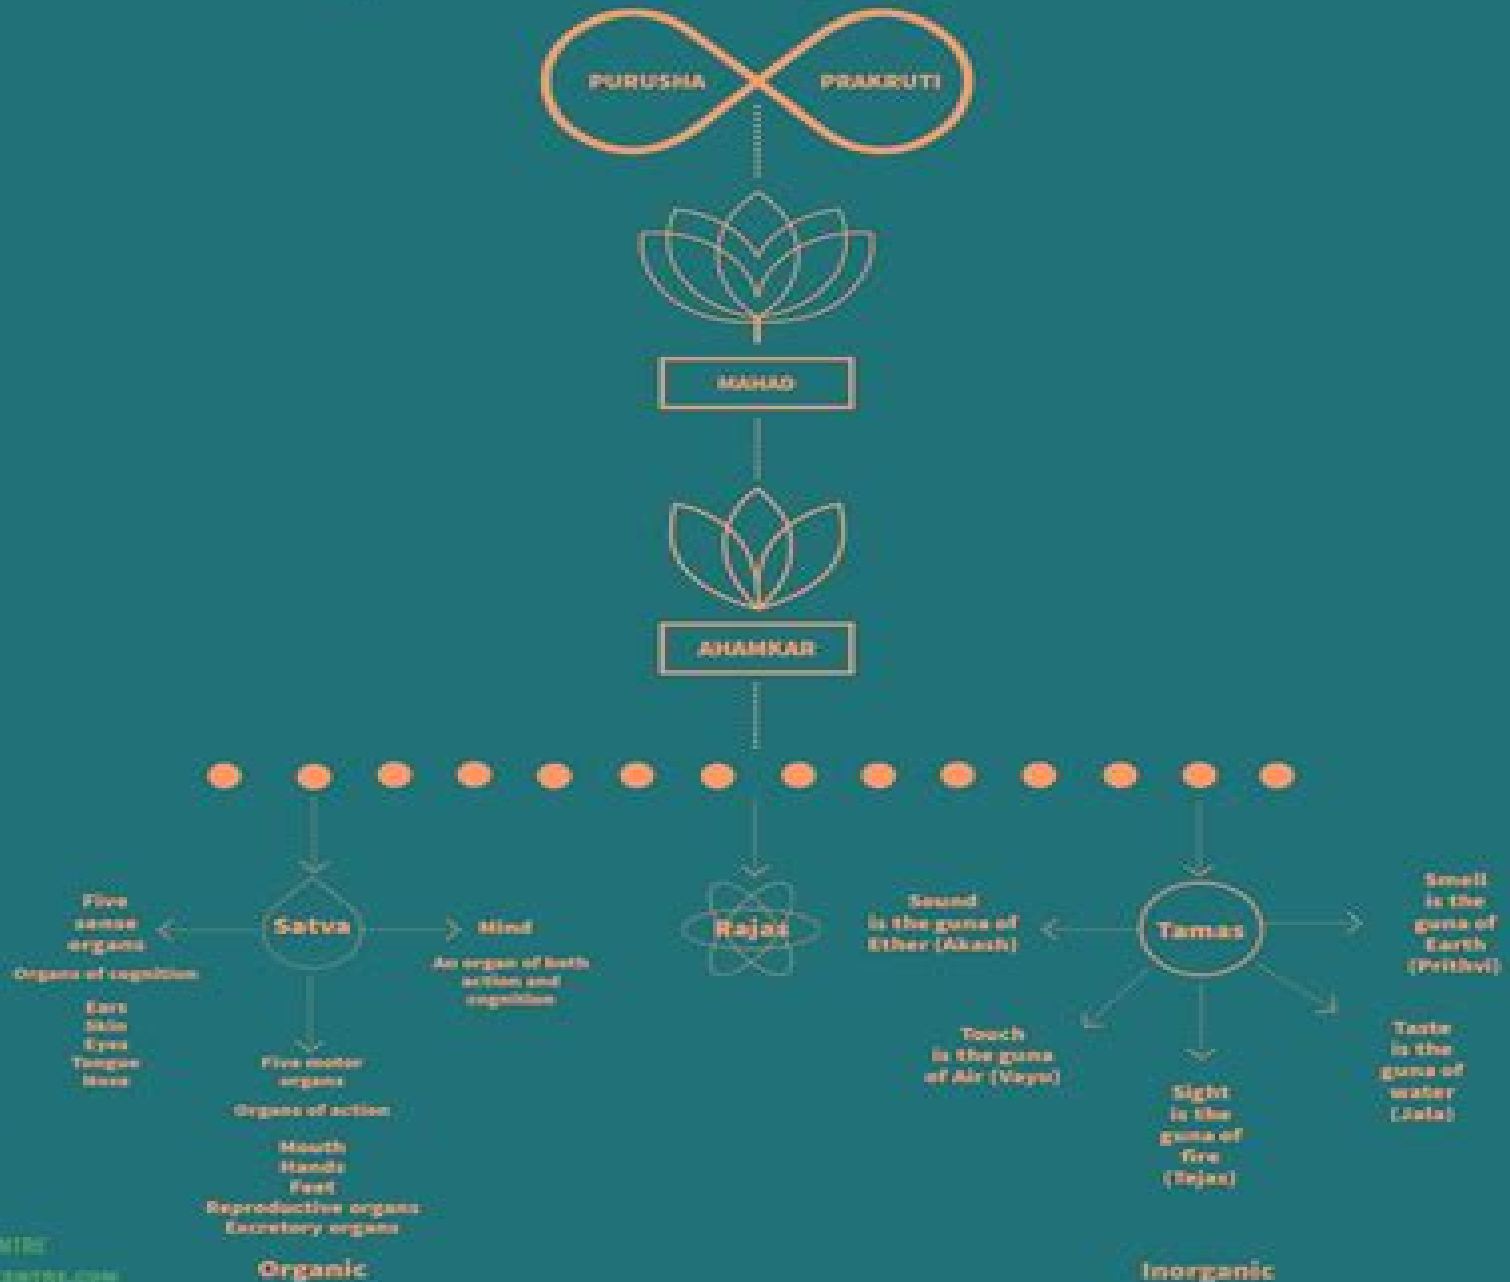 PURUSHA
PRAKRUTI
MAHAD
AHAMKAR
Satva
Five
sense
organs
Organs of cognition
Ears
Skin
Eyes
Tongue
Nose
Mind
An organ of both
action and
cognition
Five motor
organs
Organs of action
Mouth
Hands
Feet
Reproductive organs
Excretory organs
Organic
Rajas
Tamas
Sound
is the guna of
Ether (Akash)
Touch
is the guna
of Air (Vayu)
Sight
is the
guna of
fire
(Tejas)
Taste
is the
guna of
water
(Jala)
Smell
is the
guna of
Earth
(Prithvi)
Inorganic